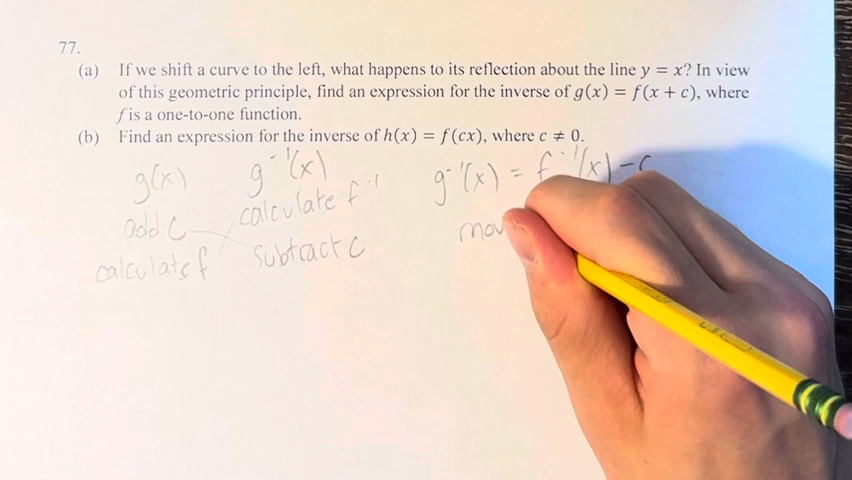 77.
(a) If we shift a curve to the left, what happens to its reflection about the line y = x? In view
of this geometric principle, find an expression for the inverse of g(x) = f(x + c), where
f is a one-to-one function.
(b) Find an expression for the inverse of h(x) = f(cx), where c ≠ 0.
g(x) g⁻¹(x) g⁻¹(x) = f⁻¹(x) – c
add c calculate f⁻¹
calculate f subtract c